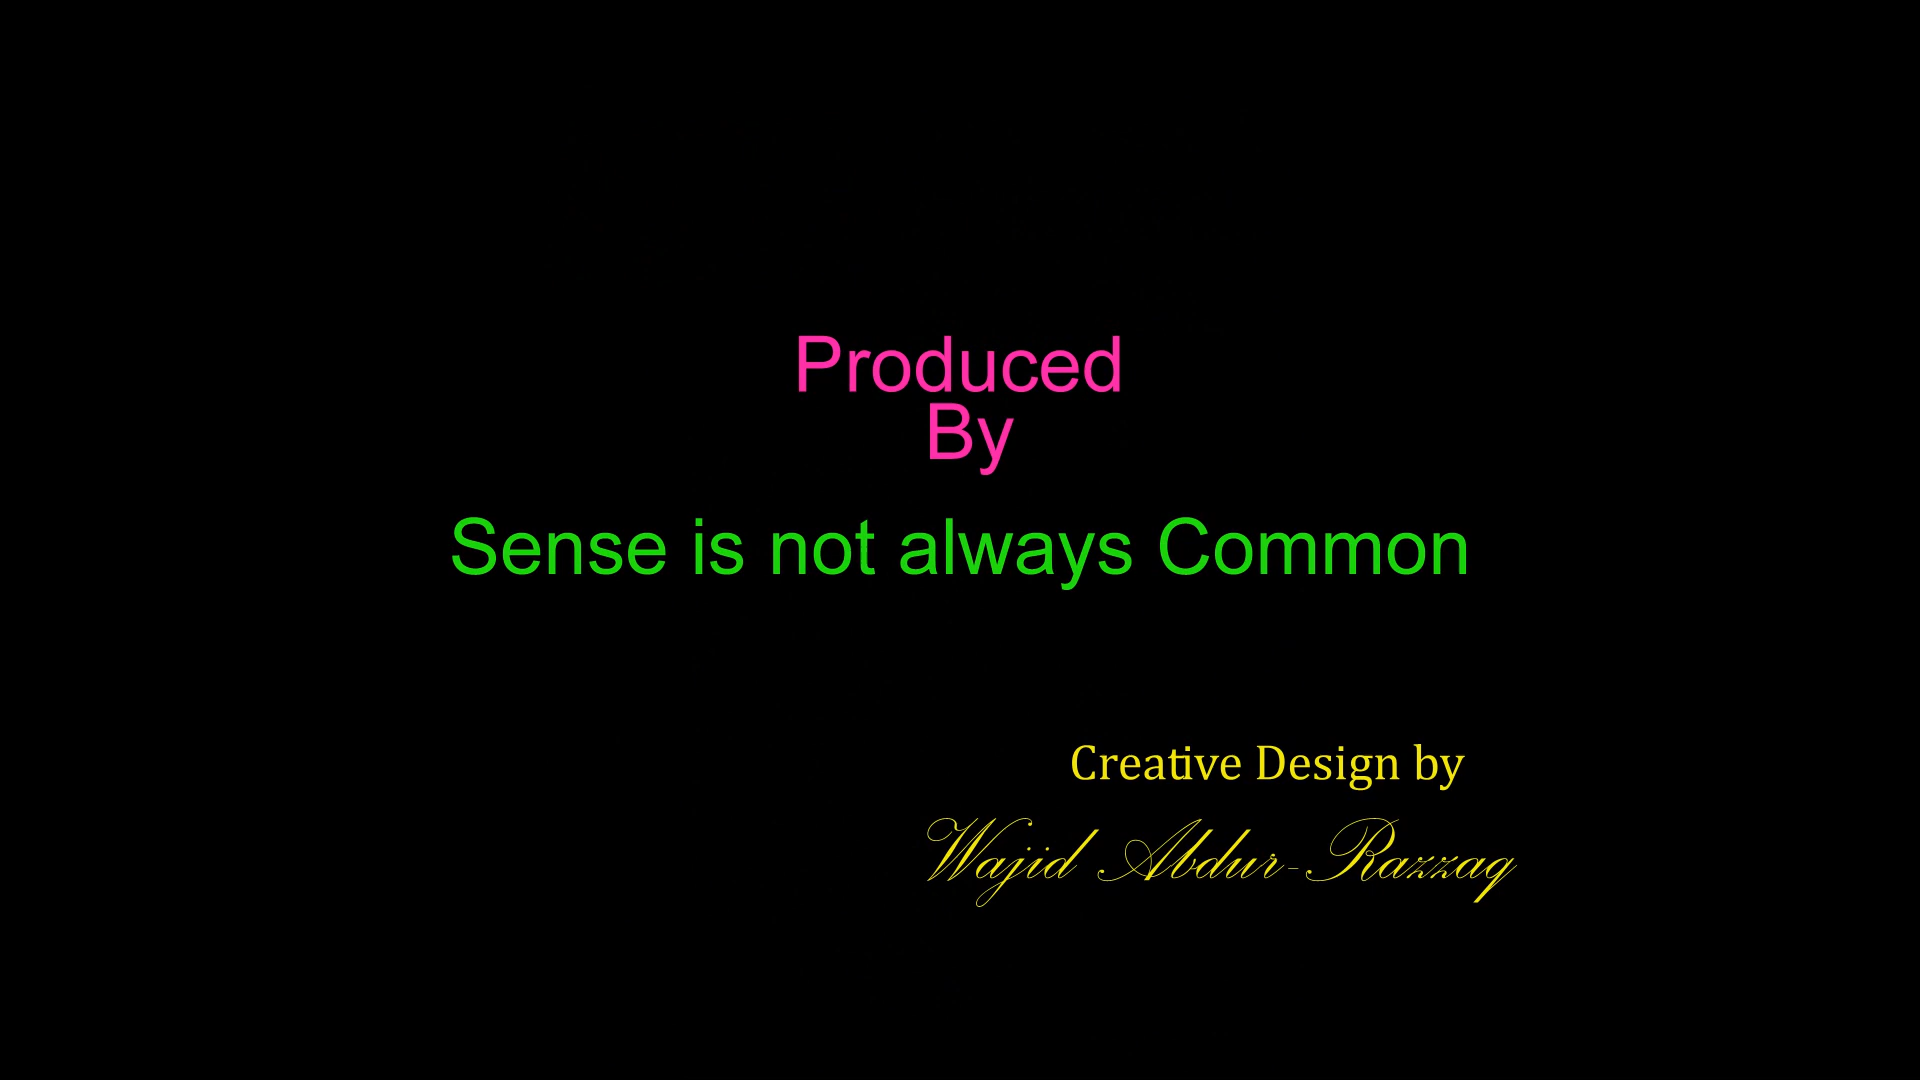 Produced
By
Sense is not always Common
Creative Design by
Wajid Abdur-Razzaq